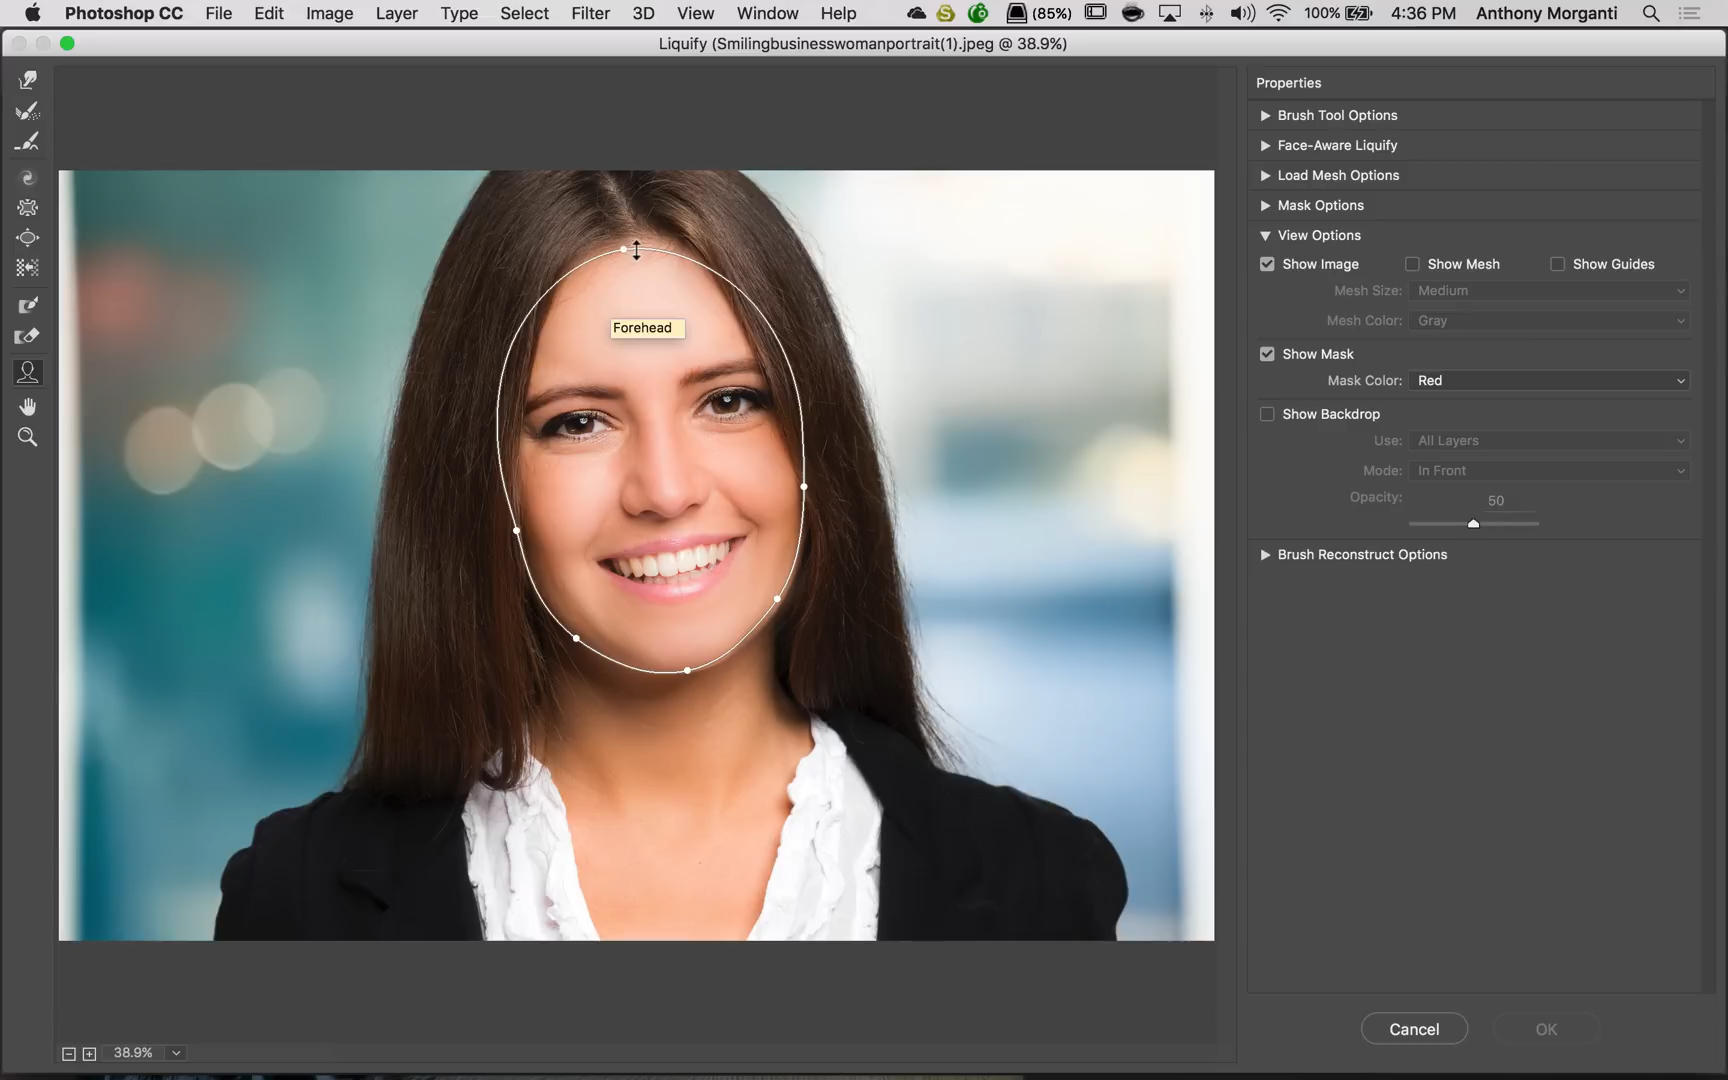 Photoshop CC File Edit Image Layer Type Select Filter 3D View Window Help (85%) 100% 4:36 PM Anthony Morganti
Liquify (Smilingbusinesswomanportrait(1).jpeg @ 38.9%)
Properties
Brush Tool Options
Face-Aware Liquify
Load Mesh Options
Mask Options
View Options
Show Image Show Mesh Show Guides
Mesh Size: Medium
Mesh Color: Gray
Show Mask
Mask Color: Red
Show Backdrop
Use: All Layers
Mode: In Front
Opacity: 50
Brush Reconstruct Options
Forehead
Cancel OK
38.9%